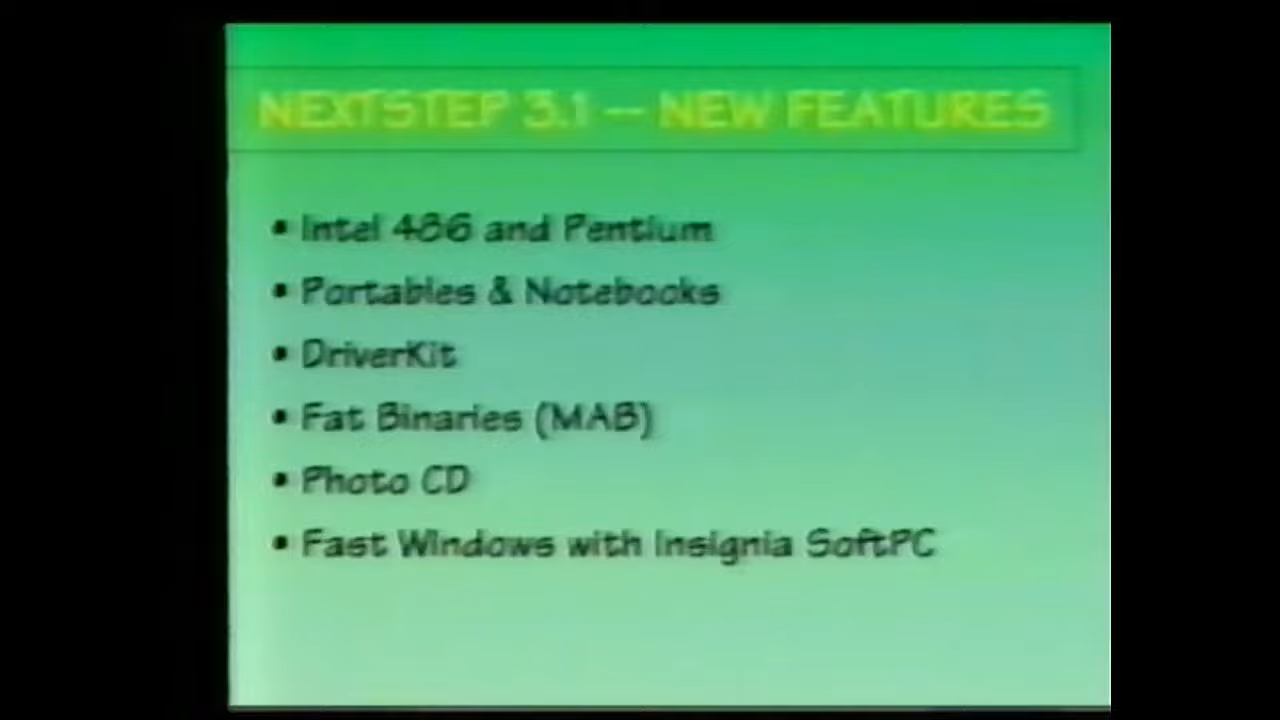 NEXTSTEP 3.1 — NEW FEATURES
• Intel 486 and Pentium
• Portables & Notebooks
• DriverKit
• Fat Binaries (MAB)
• Photo CD
• Fast Windows with Insignia SoftPC